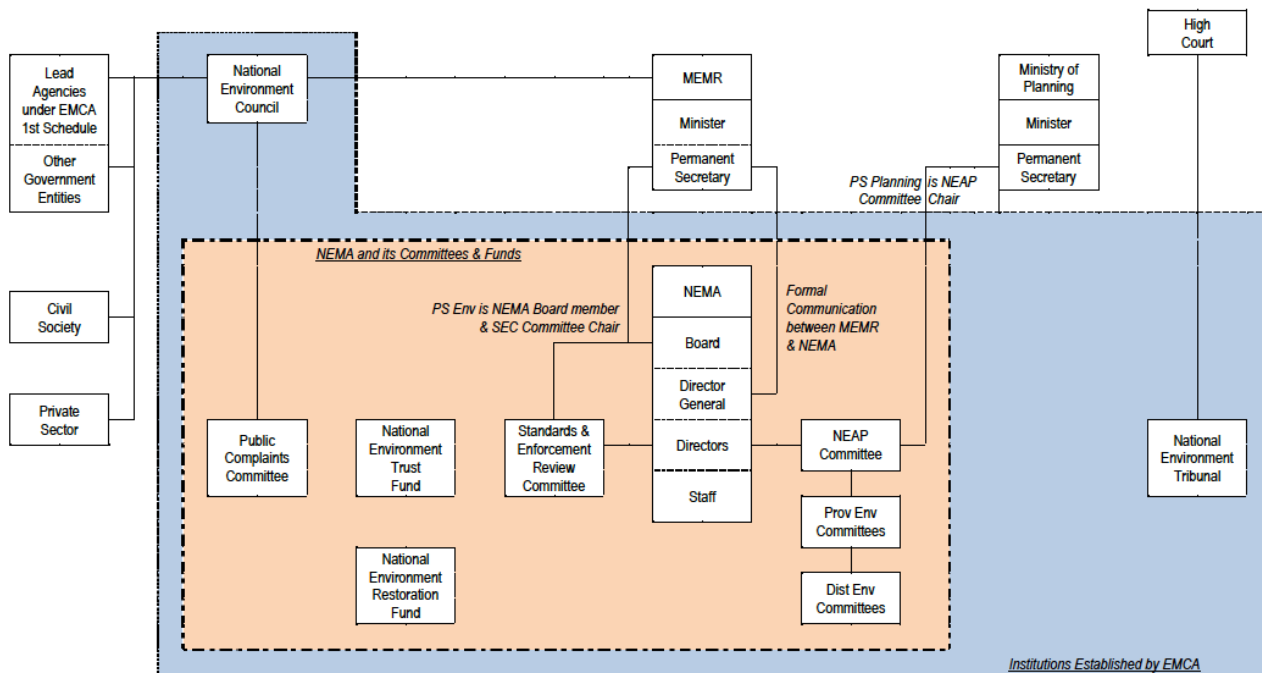 High
Court
Lead
Agencies
under EMCA
1st Schedule
Other
Government
Entities
National
Environment
Council
MEMR
Minister
Permanent
Secretary
Ministry of
Planning
Minister
Permanent
Secretary
PS Planning is NEAP
Committee Chair
NEMA and its Committees & Funds
Civil
Society
PS Env is NEMA Board member
& SEC Committee Chair
NEMA
Board
Director
General
Directors
Staff
Formal
Communication
between MEMR
& NEMA
Private
Sector
Public
Complaints
Committee
National
Environment
Trust
Fund
Standards &
Enforcement
Review
Committee
NEAP
Committee
National
Environment
Tribunal
Prov Env
Committees
National
Environment
Restoration
Fund
Dist Env
Committees
Institutions Established by EMCA